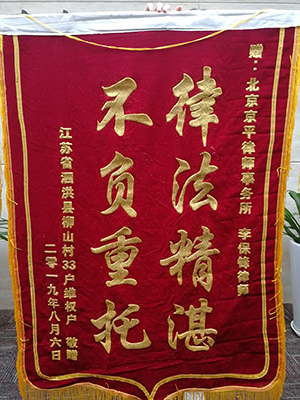 赠：北京京平律师事务所 李保锋律师
律法精湛
不负重托
江苏省泗洪县柳山村33户维权户 敬赠
二零一九年八月六日